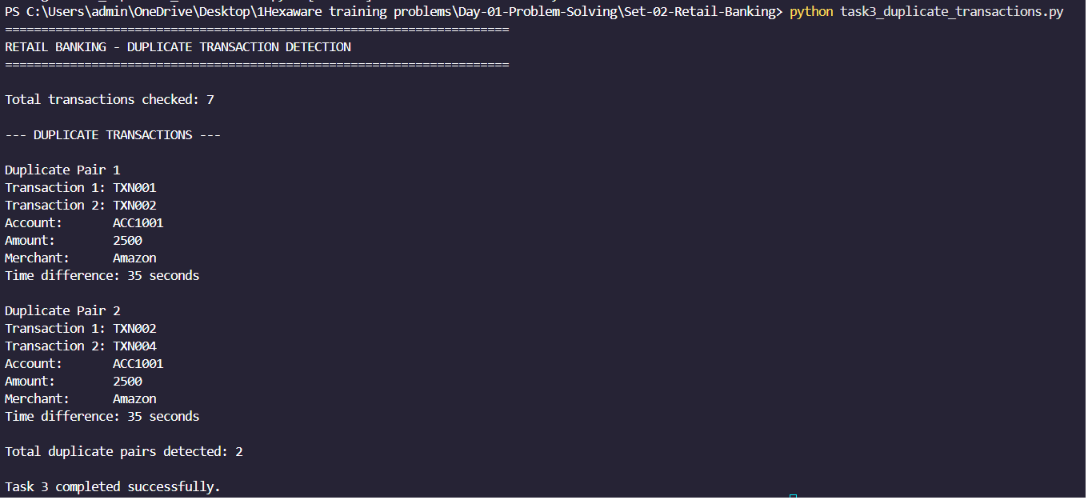 PS C:\Users\admin\OneDrive\Desktop\1Hexaware training problems\Day-01-Problem-Solving\Set-02-Retail-Banking> python task3_duplicate_transactions.py
======================================================================
RETAIL BANKING - DUPLICATE TRANSACTION DETECTION
======================================================================
Total transactions checked: 7
--- DUPLICATE TRANSACTIONS ---
Duplicate Pair 1
Transaction 1: TXN001
Transaction 2: TXN002
Account:       ACC1001
Amount:        2500
Merchant:      Amazon
Time difference: 35 seconds
Duplicate Pair 2
Transaction 1: TXN002
Transaction 2: TXN004
Account:       ACC1001
Amount:        2500
Merchant:      Amazon
Time difference: 35 seconds
Total duplicate pairs detected: 2
Task 3 completed successfully.